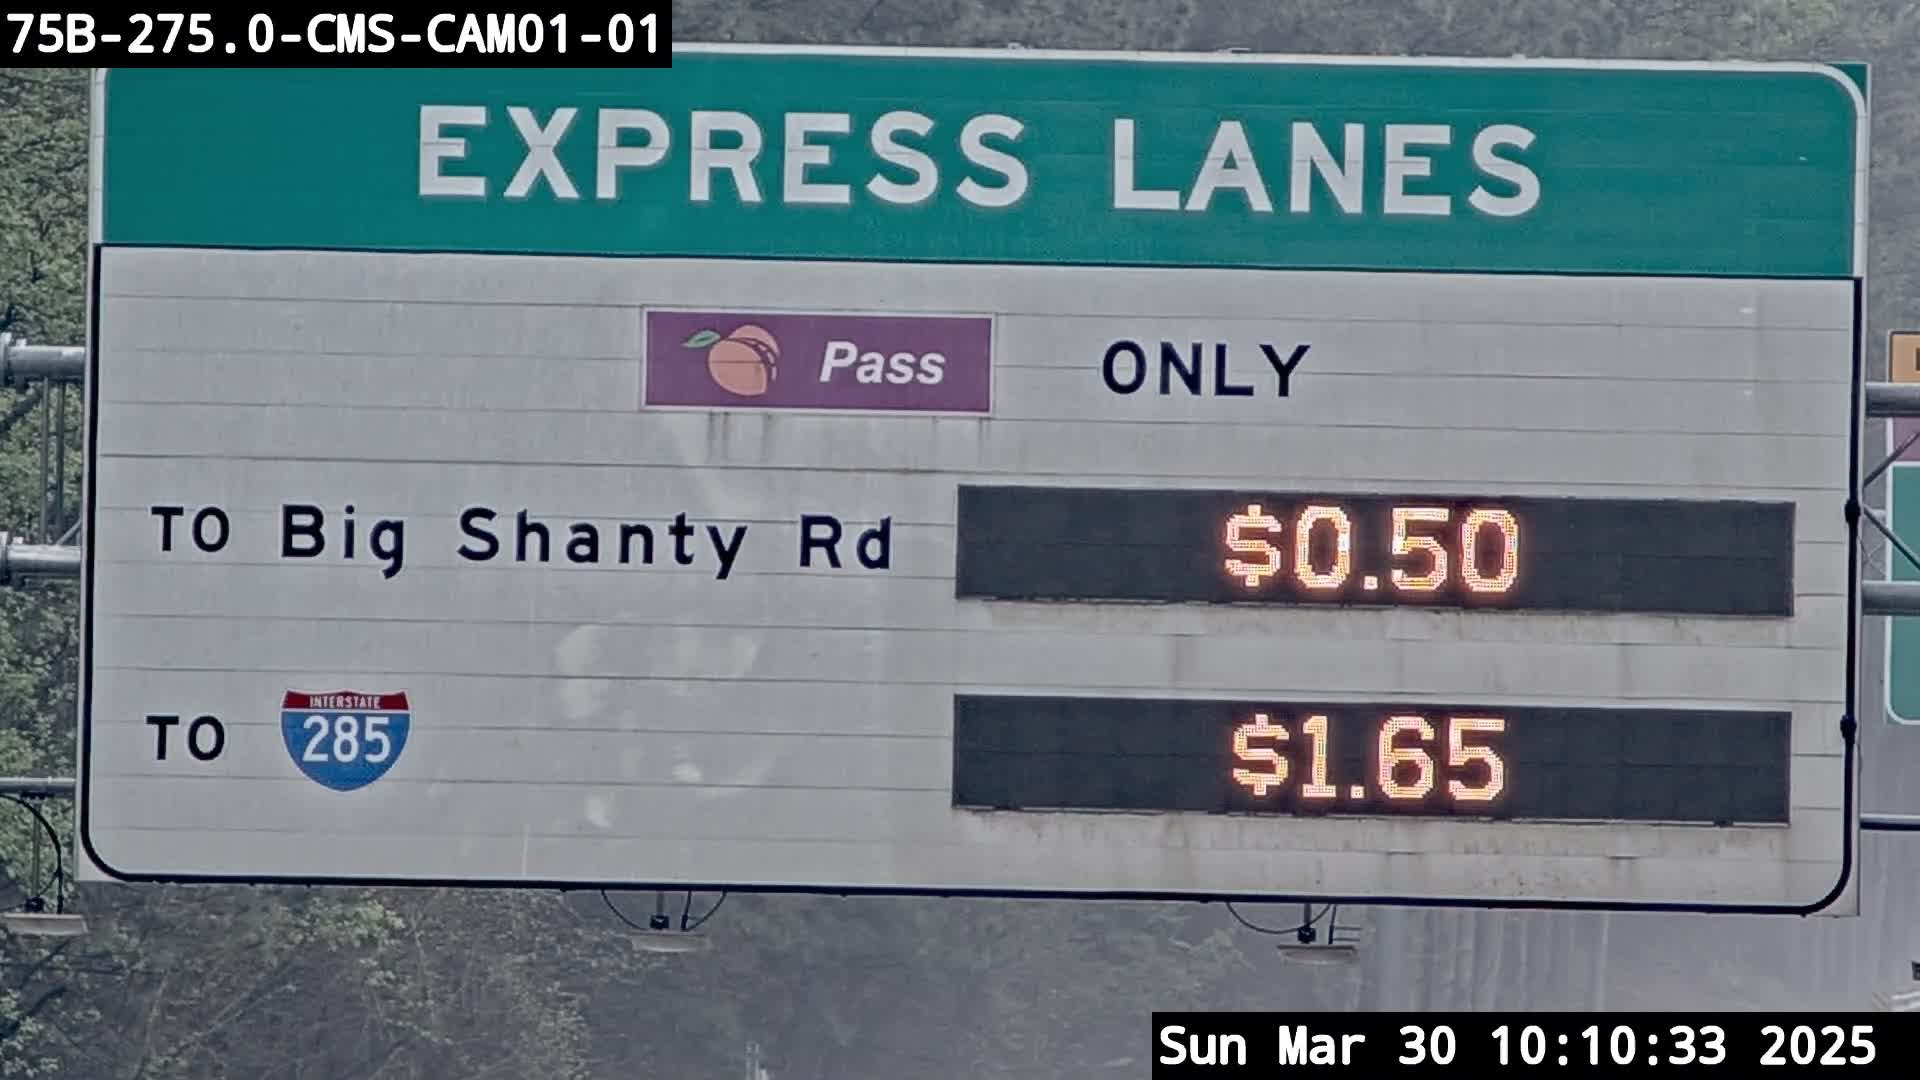 75B-275.0-CMS-CAM01-01
EXPRESS LANES
Pass ONLY
TO Big Shanty Rd $0.50
TO INTERSTATE 285 $1.65
Sun Mar 30 10:10:33 2025